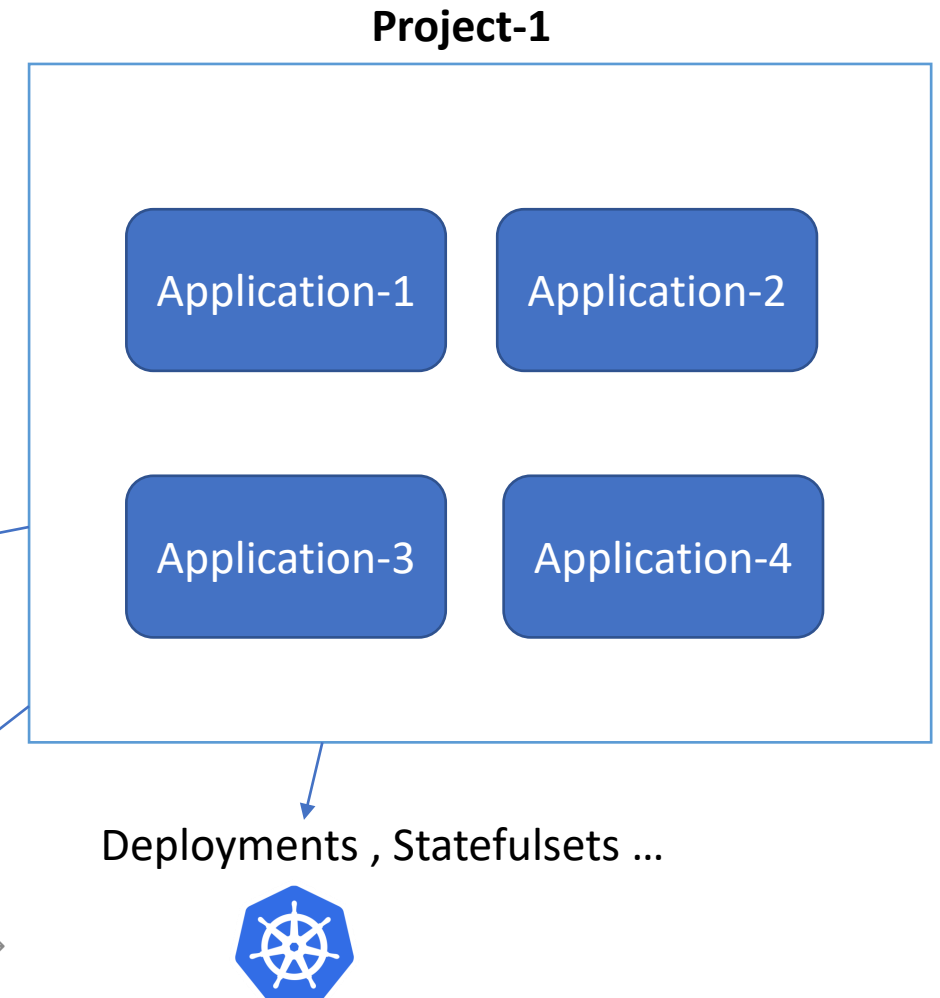 Project-1
Application-1
Application-2
Application-3
Application-4
Deployments , Statefulsets …